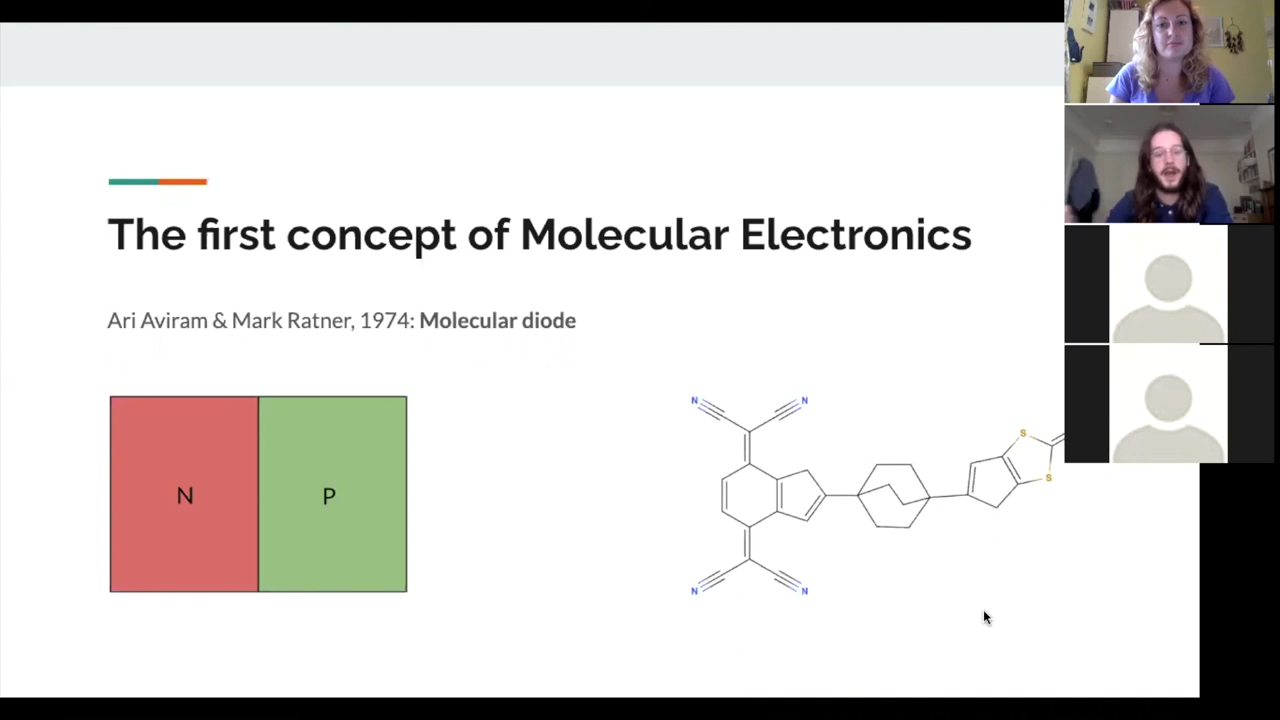 The first concept of Molecular Electronics
Ari Aviram & Mark Ratner, 1974: Molecular diode
N
P
N
N
S
S
N
N